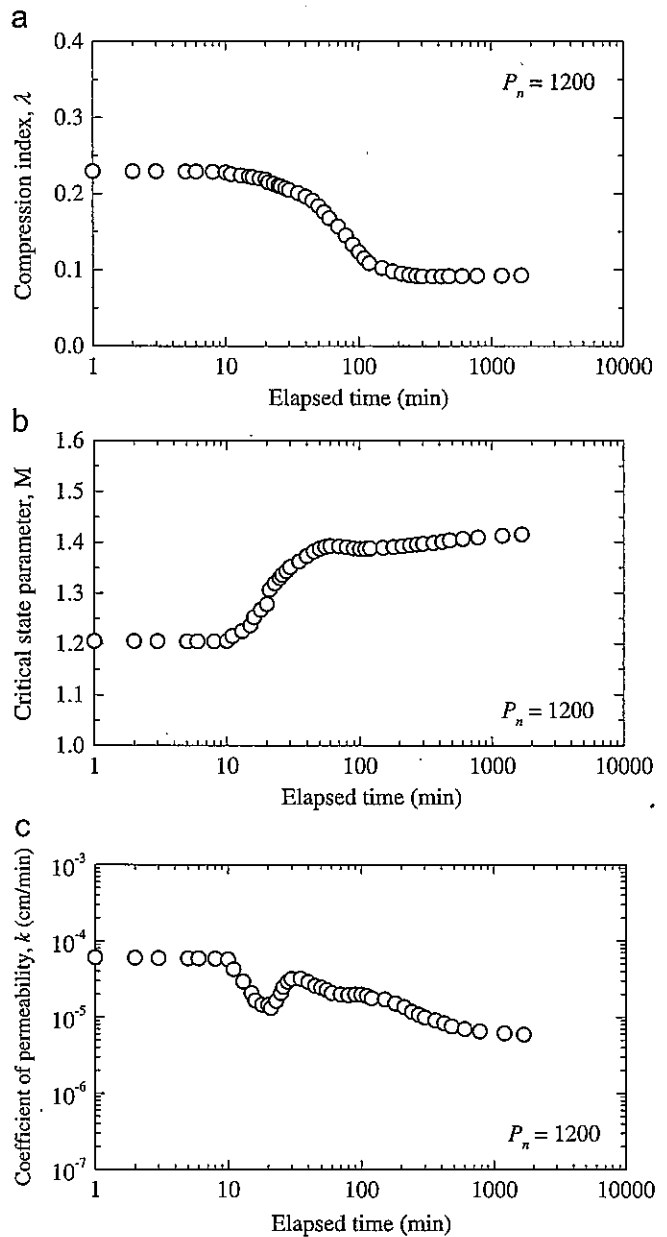 a
0.4
P_n = 1200
0.3
0.2
0.1
0.0
Compression index, λ
1 10 100 1000 10000
Elapsed time (min)
b
1.6
1.5
1.4
1.3
1.2
1.1
1.0
Critical state parameter, M
P_n = 1200
1 10 100 1000 10000
Elapsed time (min)
c
10^-3
10^-4
10^-5
10^-6
10^-7
Coefficient of permeability, k (cm/min)
P_n = 1200
1 10 100 1000 10000
Elapsed time (min)